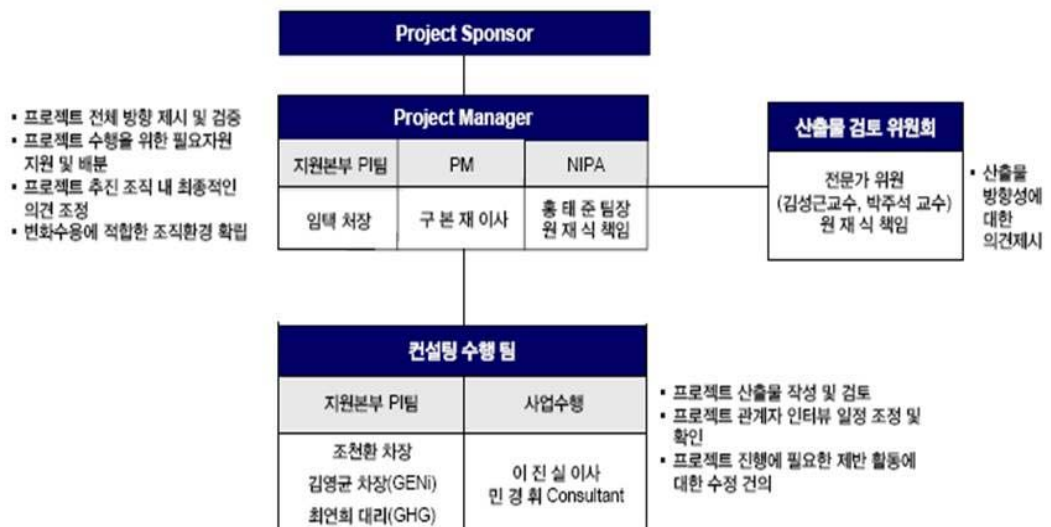 Project Sponsor
▪ 프로젝트 전체 방향 제시 및 검증
▪ 프로젝트 수행을 위한 필요자원
지원 및 배분
▪ 프로젝트 추진 조직 내 최종적인
의견 조정
▪ 변화수용에 적합한 조직환경 확립
Project Manager
지원본부 PI팀
PM
NIPA
임택 처장
구 본 재 이사
홍 태 준 팀장
원 재 식 책임
산출물 검토 위원회
전문가 위원
(김성근교수, 박주석 교수)
원 재 식 책임
▪ 산출물
방향성에
대한
의견제시
컨설팅 수행 팀
지원본부 PI팀
사업수행
조천환 차장
김영균 차장(GENi)
최연희 대리(GHG)
이 진 실 이사
민 경 휘 Consultant
▪ 프로젝트 산출물 작성 및 검토
▪ 프로젝트 관계자 인터뷰 일정 조정 및
확인
▪ 프로젝트 진행에 필요한 제반 활동에
대한 수정 건의